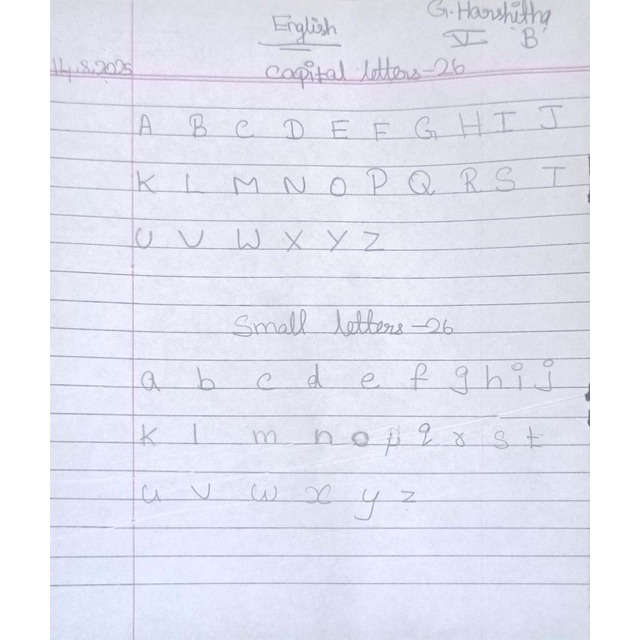 English
G. Harshitha
V B
14.8.2025
Capital letters-26
A B C D E F G H I J
K L M N O P Q R S T
U V W X Y Z
Small letters-26
a b c d e f g h i j
k l m n o p q r s t
u v w x y z